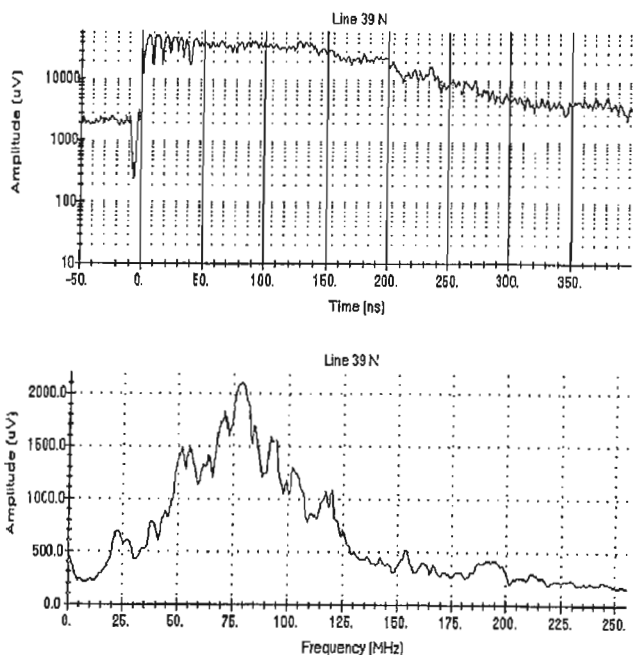 Line 39 N
Amplitude (uV)
10000
1000
100
10
-50. 0. 50. 100. 150. 200. 250. 300. 350.
Time [ns]
Line 39 N
Amplitude (uV)
2000.0
1500.0
1000.0
500.0
0.0
0. 25. 50. 75. 100. 125. 150. 175. 200. 225. 250.
Frequency [MHz]